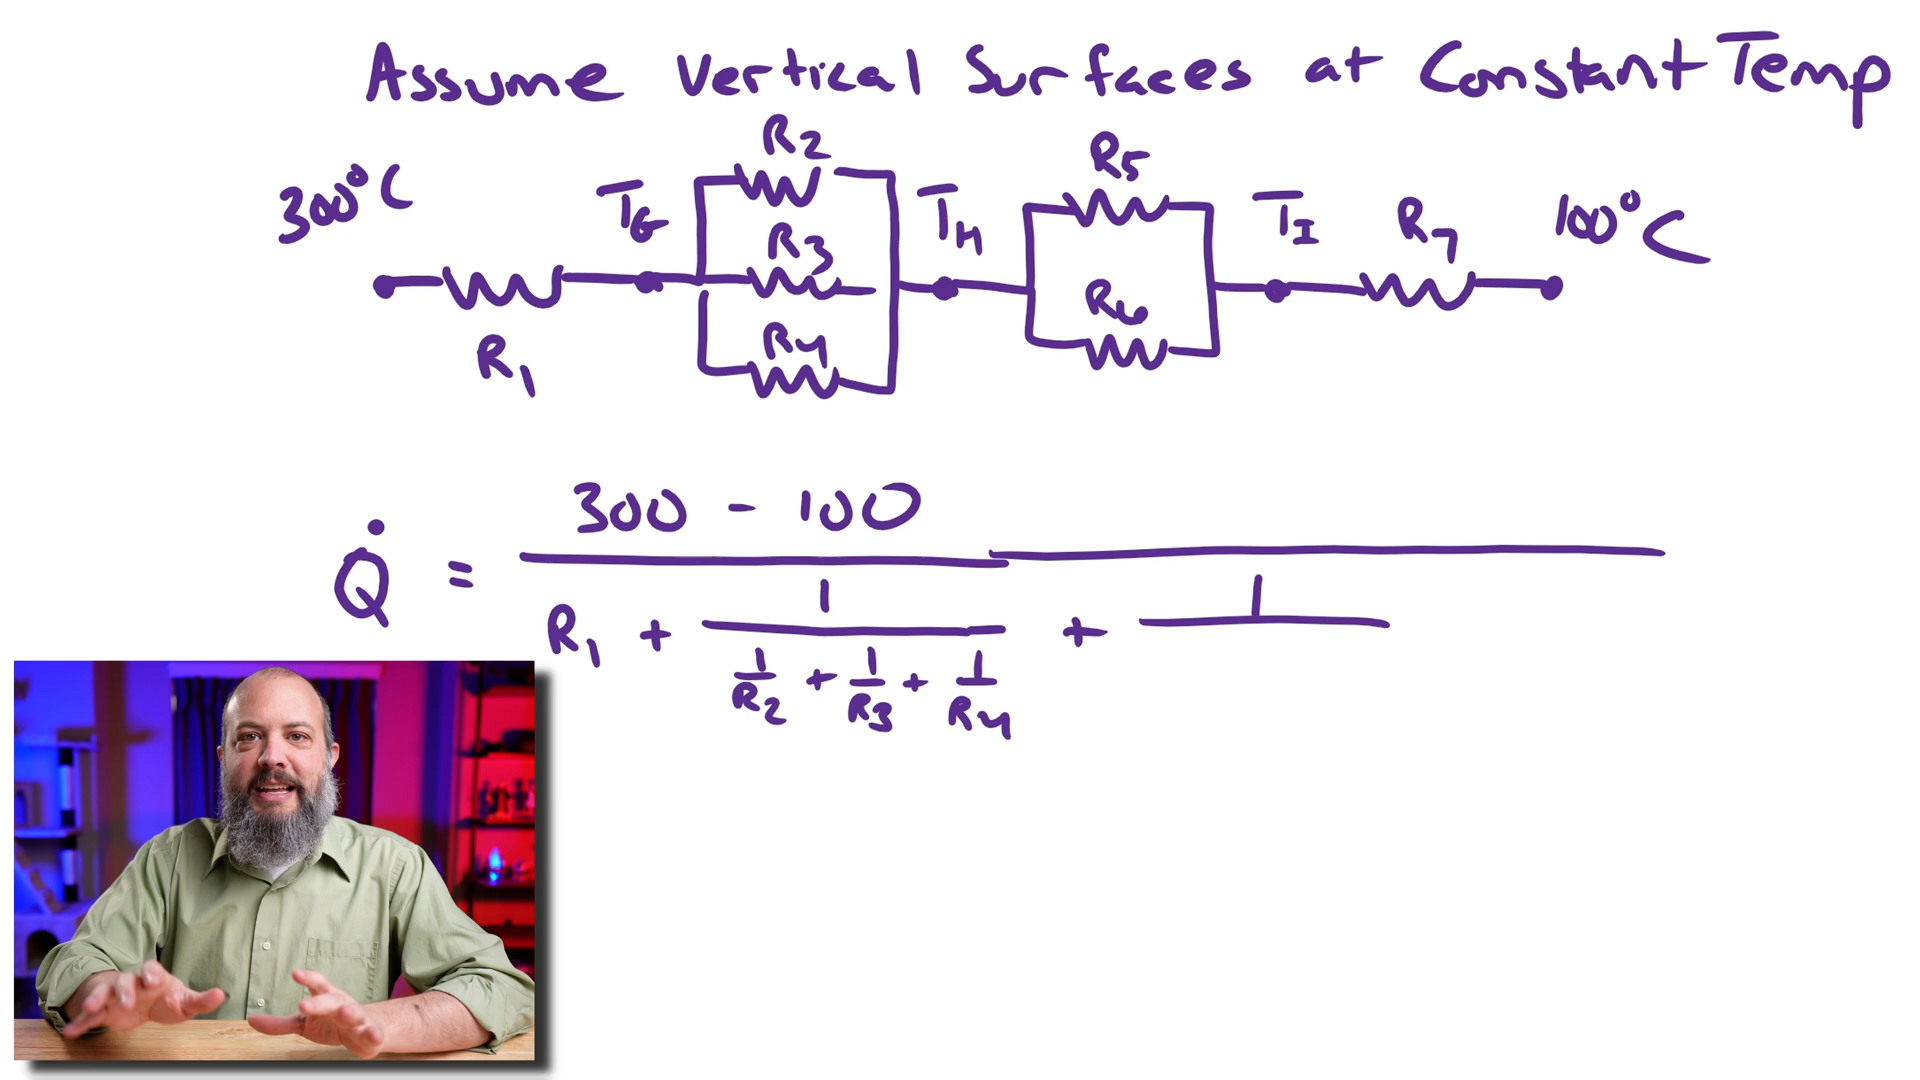 Assume Vertical Surfaces at Constant Temp
R2
R5
300°C
TG
TH
TI
R7
100°C
R3
R6
R1
R4
300 - 100
Q̇ =
1
1
R1 +
+
1/R2 + 1/R3 + 1/R4